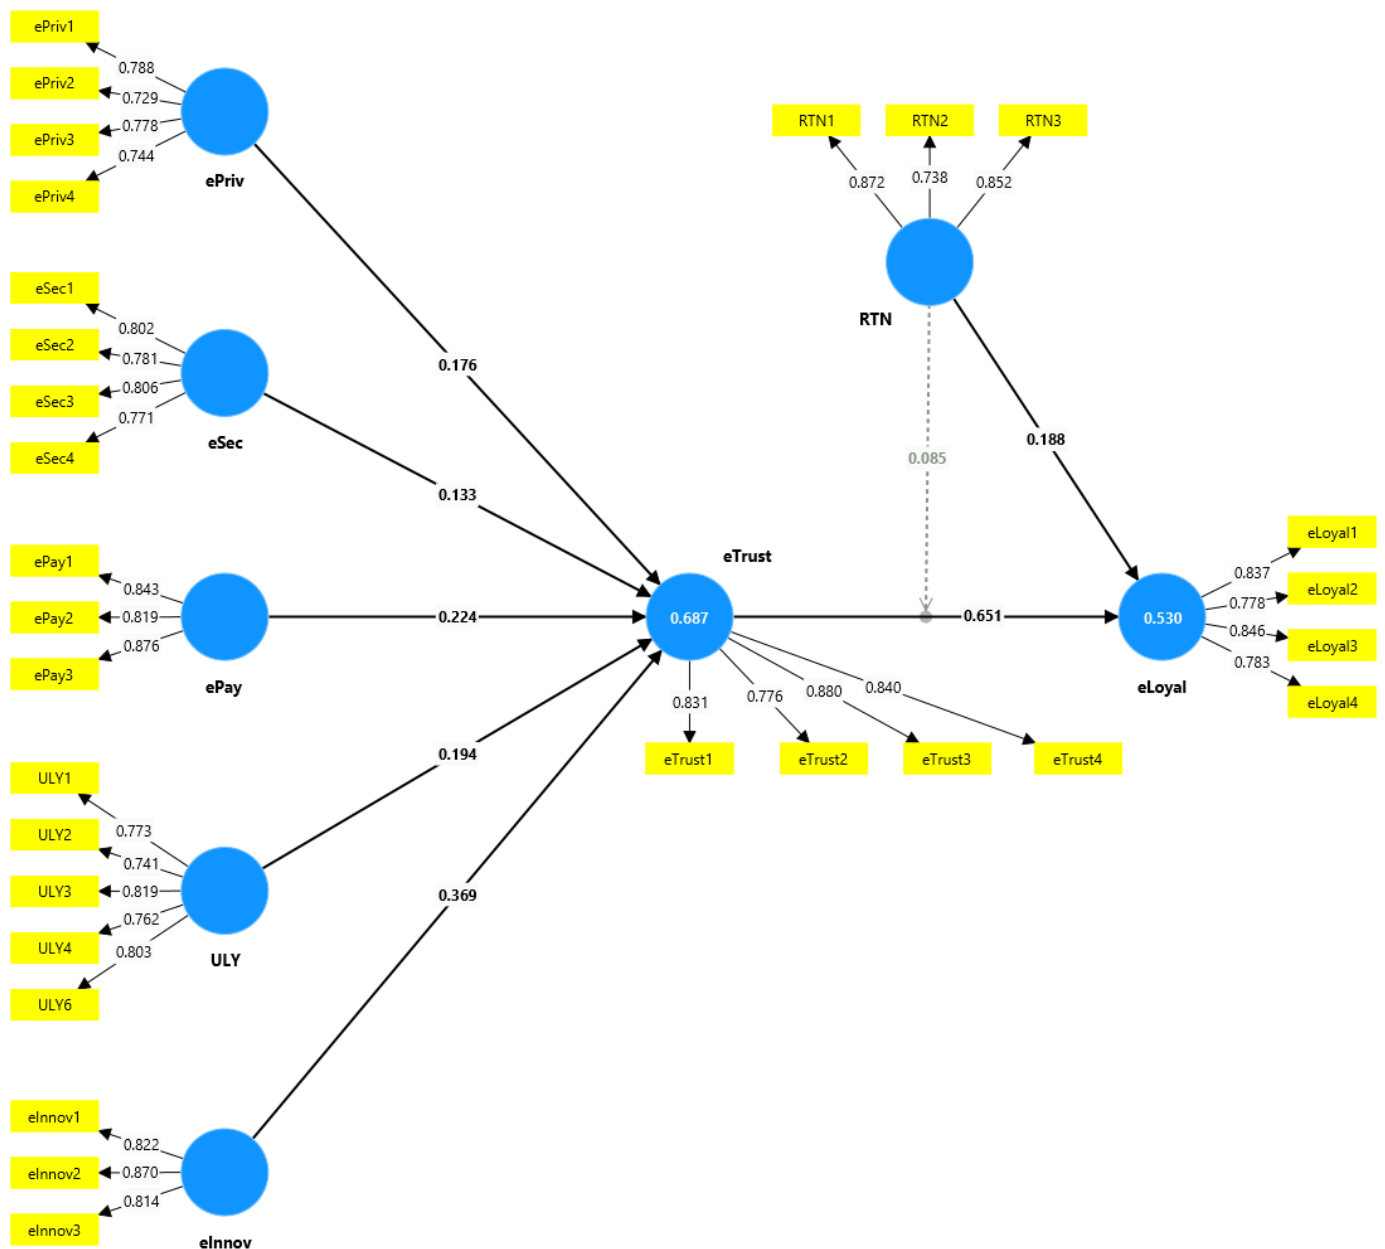 ePriv1
0.788
ePriv2
0.729
ePriv3
0.778
0.744
ePriv4
ePriv
RTN1
RTN2
RTN3
0.872
0.738
0.852
RTN
eSec1
0.802
eSec2
0.781
eSec3
0.806
0.771
eSec4
eSec
0.176
0.133
0.188
0.085
ePay1
0.843
ePay2
0.819
ePay3
0.876
ePay
0.224
eTrust
0.687
0.651
0.530
eLoyal
eLoyal1
0.837
eLoyal2
0.778
eLoyal3
0.846
0.783
eLoyal4
0.831
0.776
0.880
0.840
eTrust1
eTrust2
eTrust3
eTrust4
0.194
ULY1
0.773
ULY2
0.741
ULY3
0.819
0.762
ULY4
0.803
ULY6
ULY
0.369
eInnov1
0.822
eInnov2
0.870
0.814
eInnov3
eInnov